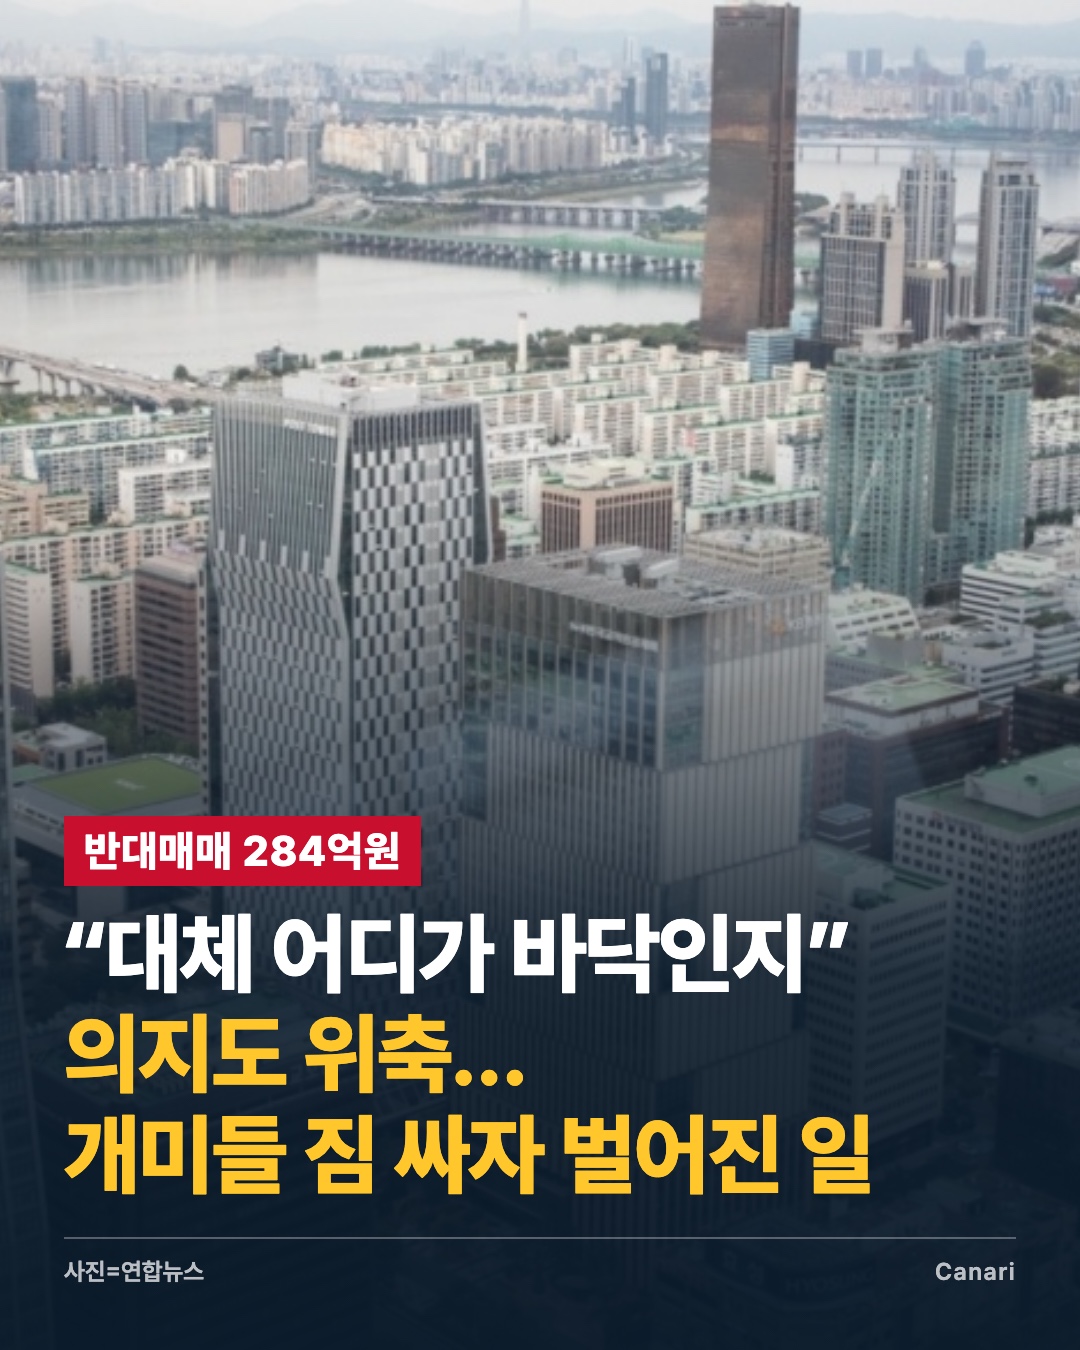 반대매매 284억원
“대체 어디가 바닥인지”
의지도 위축...
개미들 짐 싸자 벌어진 일
사진=연합뉴스
Canari